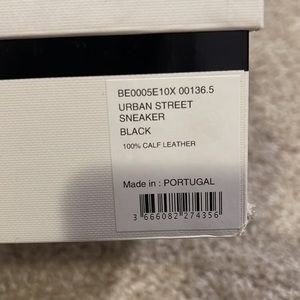 BE0005E10X 00136.5
URBAN STREET
SNEAKER
BLACK
100% CALF LEATHER
Made in : PORTUGAL
3 666082 274356